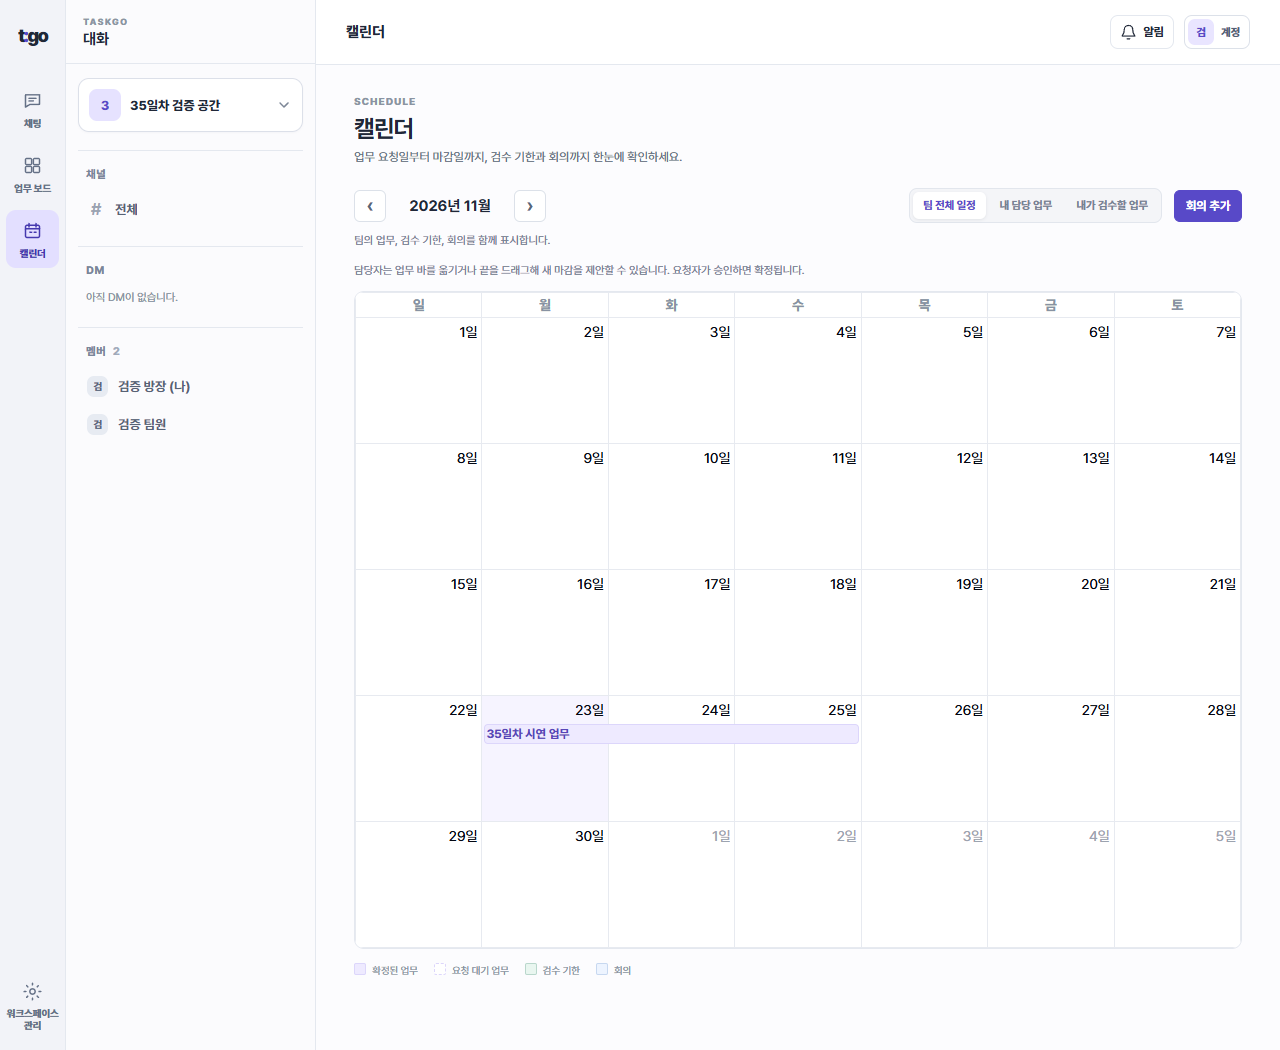 tgo
채팅
업무 보드
캘린더
워크스페이스
관리
TASKGO
대화
3 35일차 검증 공간
채널
# 전체
DM
아직 DM이 없습니다.
멤버 2
검 검증 방장 (나)
검 검증 팀원
캘린더
알림
검 계정
SCHEDULE
캘린더
업무 요청일부터 마감일까지, 검수 기한과 회의까지 한눈에 확인하세요.
‹ 2026년 11월 ›
팀 전체 일정 내 담당 업무 내가 검수할 업무 회의 추가
팀의 업무, 검수 기한, 회의를 함께 표시합니다.
담당자는 업무 바를 옮기거나 끝을 드래그해 새 마감을 제안할 수 있습니다. 요청자가 승인하면 확정됩니다.
일 월 화 수 목 금 토
1일 2일 3일 4일 5일 6일 7일
8일 9일 10일 11일 12일 13일 14일
15일 16일 17일 18일 19일 20일 21일
22일 23일 24일 25일 26일 27일 28일
35일차 시연 업무
29일 30일 1일 2일 3일 4일 5일
확정된 업무 요청 대기 업무 검수 기한 회의